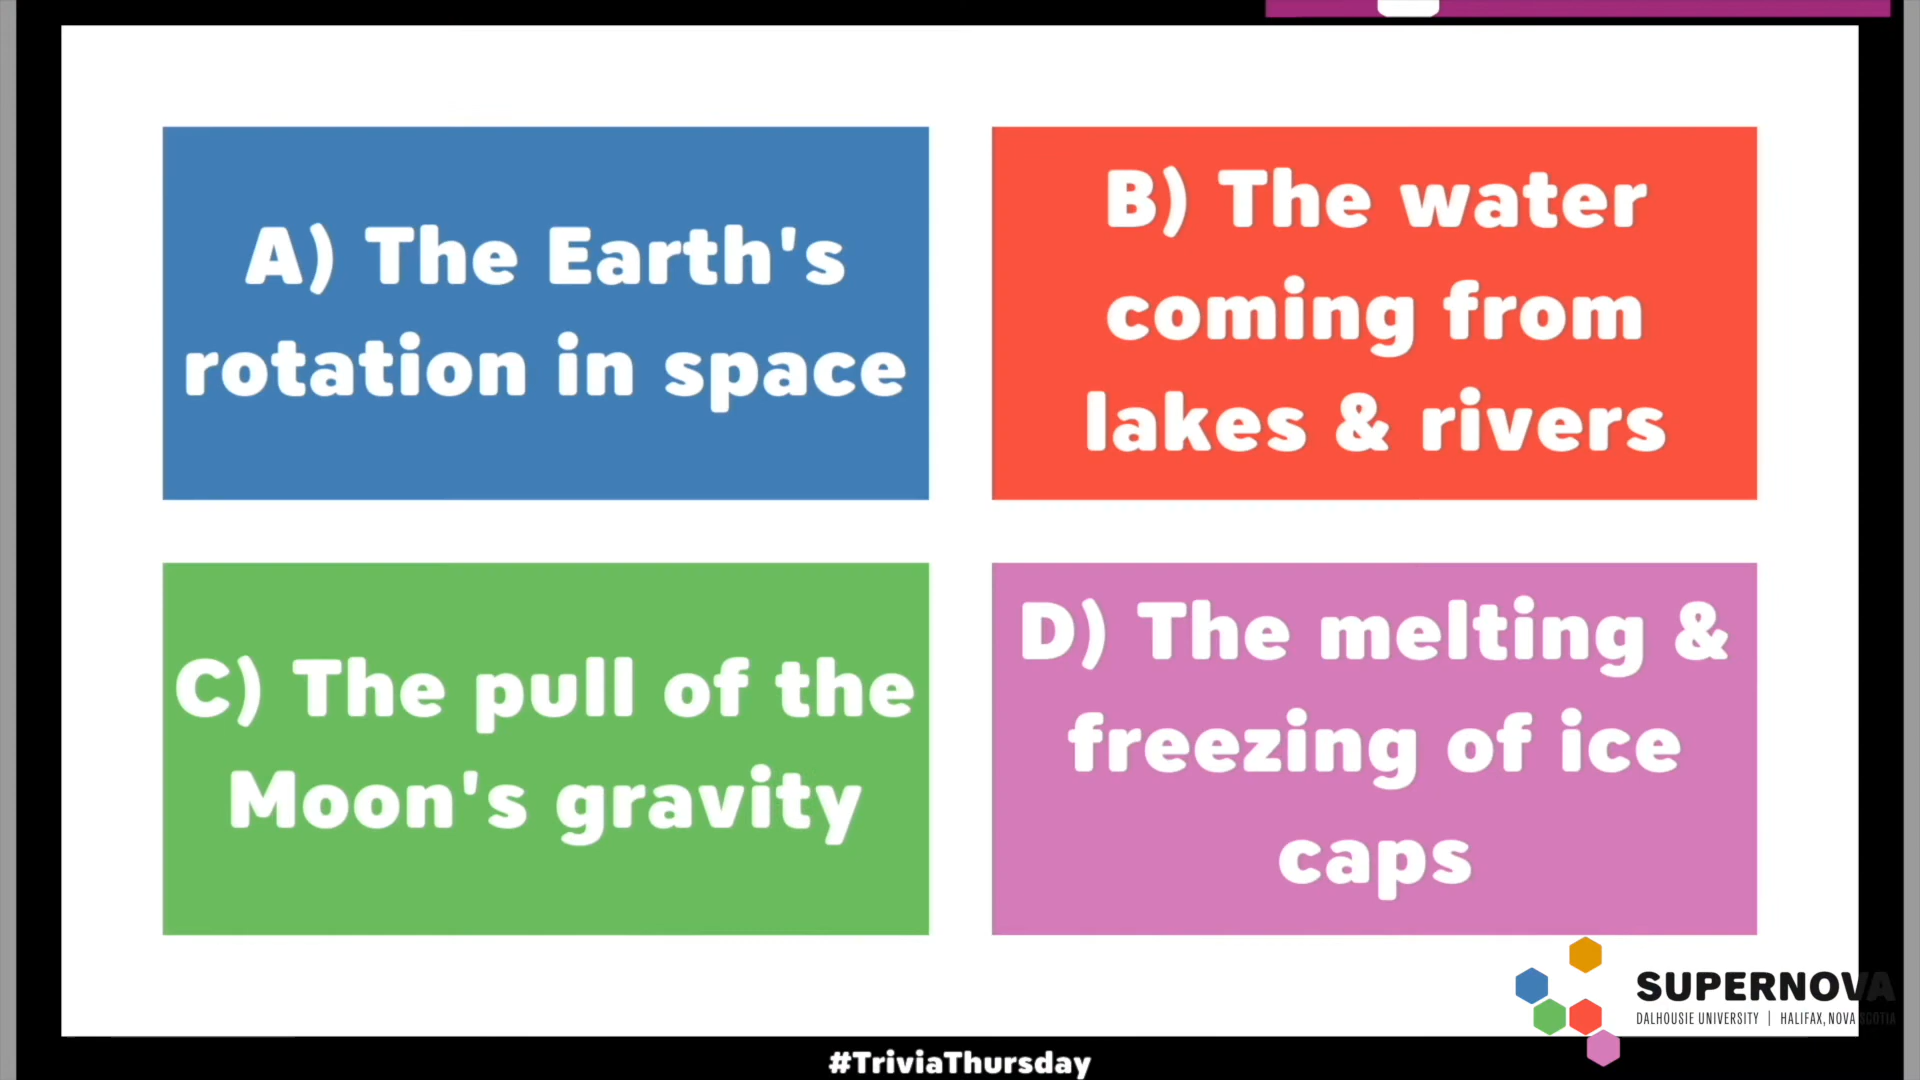 A) The Earth's
rotation in space
B) The water
coming from
lakes & rivers
C) The pull of the
Moon's gravity
D) The melting &
freezing of ice
caps
SUPERNOVA
DALHOUSIE UNIVERSITY | HALIFAX, NOVA SCOTIA
#TriviaThursday